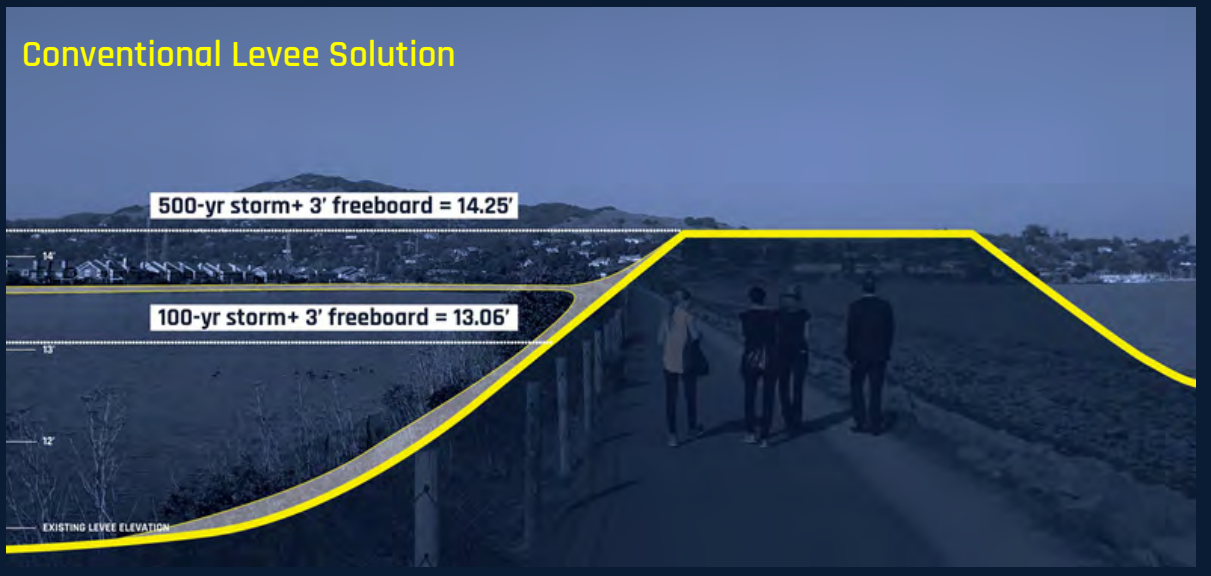 Conventional Levee Solution
500-yr storm+ 3' freeboard = 14.25'
14'
100-yr storm+ 3' freeboard = 13.06'
13'
12'
EXISTING LEVEE ELEVATION